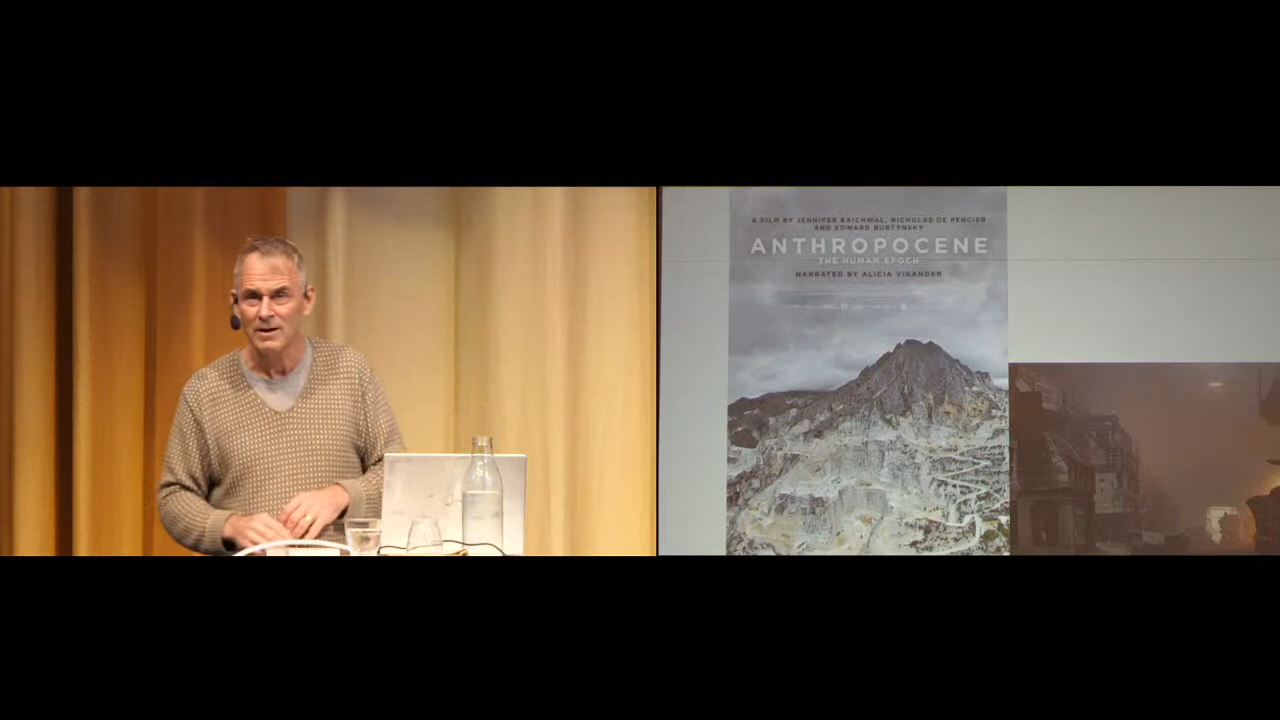 A FILM BY JENNIFER BAICHWAL, NICHOLAS DE PENCIER
AND EDWARD BURTYNSKY
ANTHROPOCENE
THE HUMAN EPOCH
NARRATED BY ALICIA VIKANDER